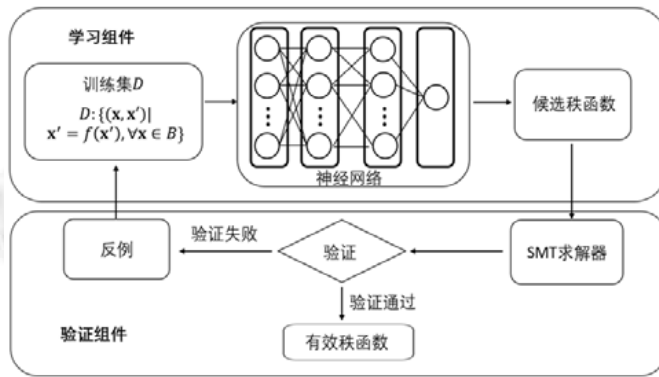 学习组件
训练集D
D:{(x,x′)|
x′ = f(x′),∀x ∈ B}
神经网络
候选秩函数
反例
验证失败
验证
SMT求解器
验证通过
有效秩函数
验证组件